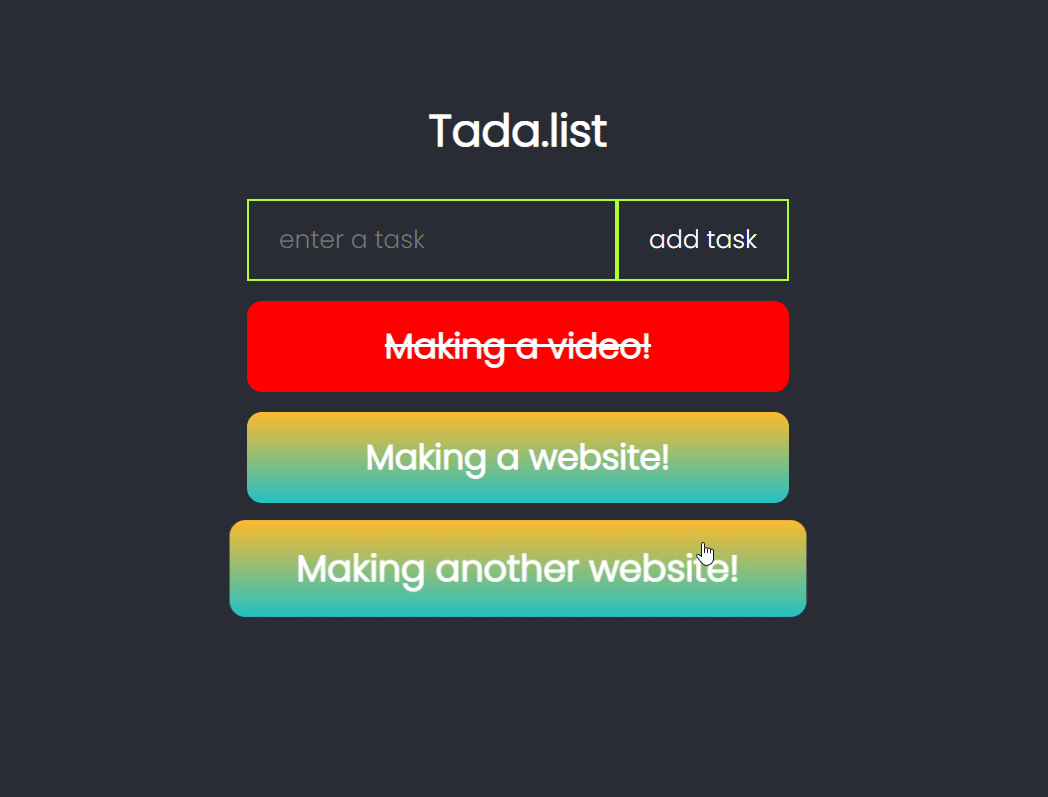 Tada.list
enter a task
add task
Making a video!
Making a website!
Making another website!